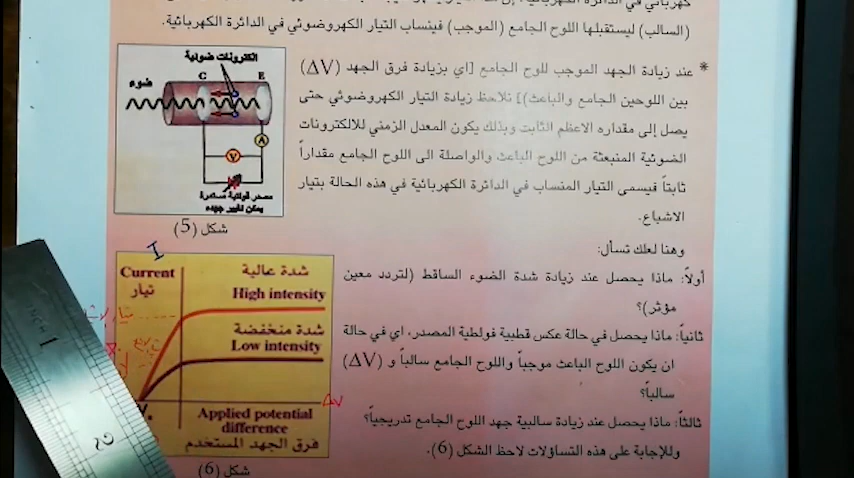 (السالب) ليستقبلها اللوح الجامع (الموجب) فينساب التيار الكهروضوئي في الدائرة الكهربائية.
* عند زيادة الجهد الموجب للوح الجامع [اي بزيادة فرق الجهد (ΔV)
بين اللوحين الجامع والباعث)] نلاحظ زيادة التيار الكهروضوئي حتى
يصل إلى مقداره الاعظم الثابت وبذلك يكون المعدل الزمني للالكترونات
الضوئية المنبعثة من اللوح الباعث والواصلة الى اللوح الجامع مقداراً
ثابتاً فيسمى التيار المنساب في الدائرة الكهربائية في هذه الحالة بتيار
الاشباع.
وهنا لعلك تسأل:
أولاً: ماذا يحصل عند زيادة شدة الضوء الساقط (لتردد معين
مؤثر)؟
ثانياً: ماذا يحصل في حالة عكس قطبية فولطية المصدر، اي في حالة
ان يكون اللوح الباعث موجباً واللوح الجامع سالباً و (ΔV)
سالباً؟
ثالثاً: ماذا يحصل عند زيادة سالبية جهد اللوح الجامع تدريجياً؟
وللإجابة على هذه التساؤلات لاحظ الشكل (6).
الكترونات ضوئية
ضوء
C E
A
V
مصدر فولتية مستمرة
يمكن تغيير جهده
شكل (5)
I
Current
تيار
شدة عالية
High intensity
شدة منخفضة
Low intensity
ΔV
Applied potential
difference
فرق الجهد المستخدم
شكل (6)